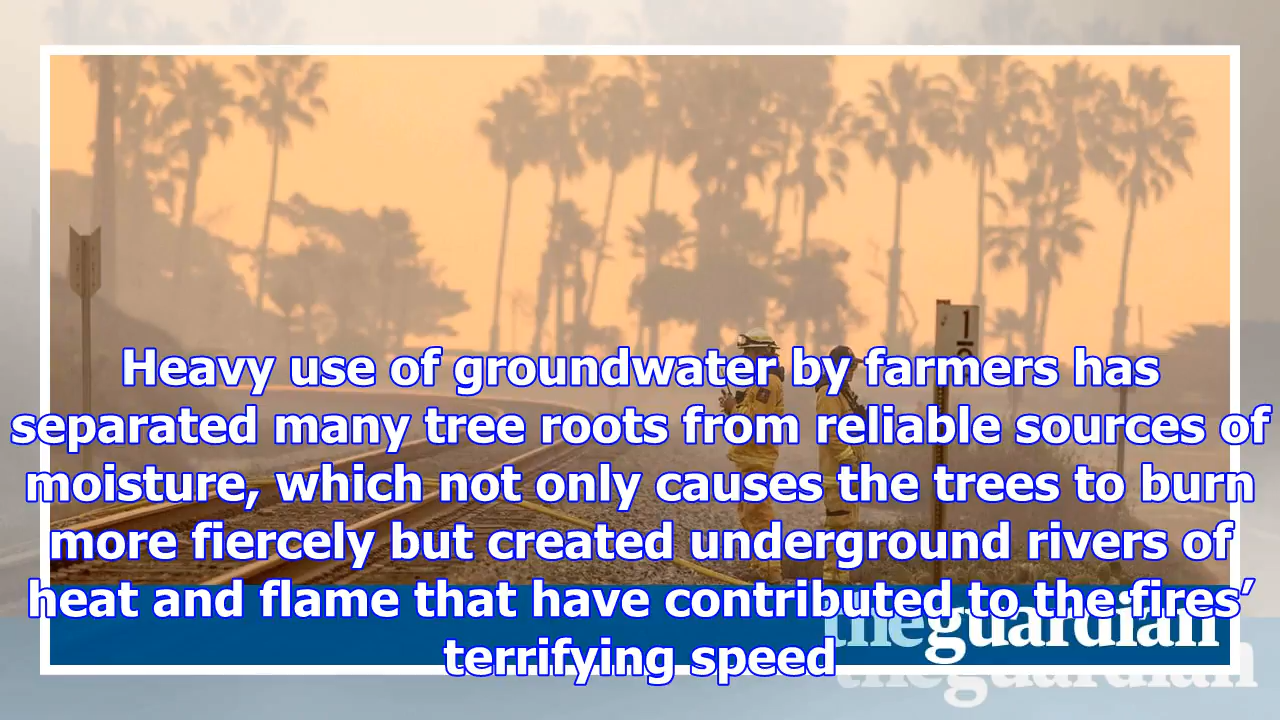 1
Heavy use of groundwater by farmers has
separated many tree roots from reliable sources of
moisture, which not only causes the trees to burn
more fiercely but created underground rivers of
heat and flame that have contributed to the fires’
terrifying speed
theguardian
theguardian